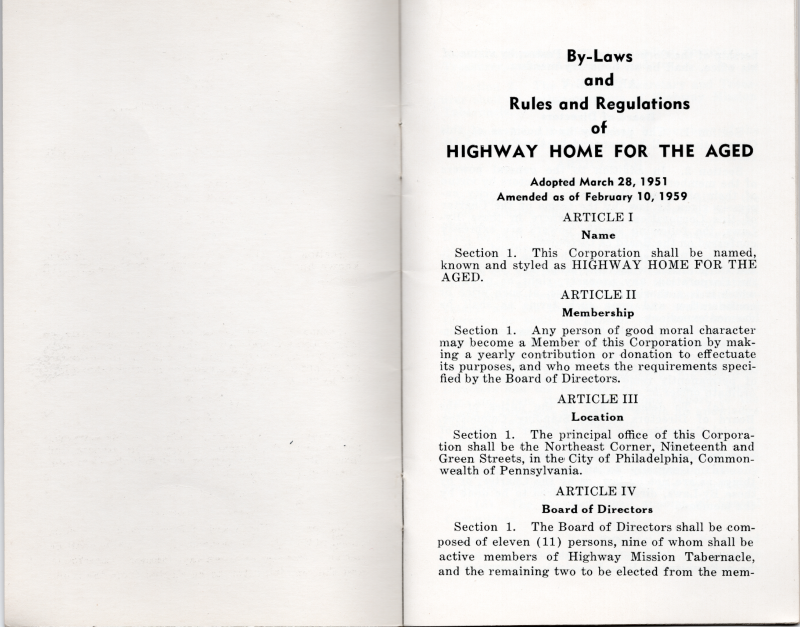 By-Laws
and
Rules and Regulations
of
HIGHWAY HOME FOR THE AGED
Adopted March 28, 1951
Amended as of February 10, 1959
ARTICLE I
Name
Section 1. This Corporation shall be named,
known and styled as HIGHWAY HOME FOR THE
AGED.
ARTICLE II
Membership
Section 1. Any person of good moral character
may become a Member of this Corporation by mak-
ing a yearly contribution or donation to effectuate
its purposes, and who meets the requirements speci-
fied by the Board of Directors.
ARTICLE III
Location
Section 1. The principal office of this Corpora-
tion shall be the Northeast Corner, Nineteenth and
Green Streets, in the City of Philadelphia, Common-
wealth of Pennsylvania.
ARTICLE IV
Board of Directors
Section 1. The Board of Directors shall be com-
posed of eleven (11) persons, nine of whom shall be
active members of Highway Mission Tabernacle,
and the remaining two to be elected from the mem-